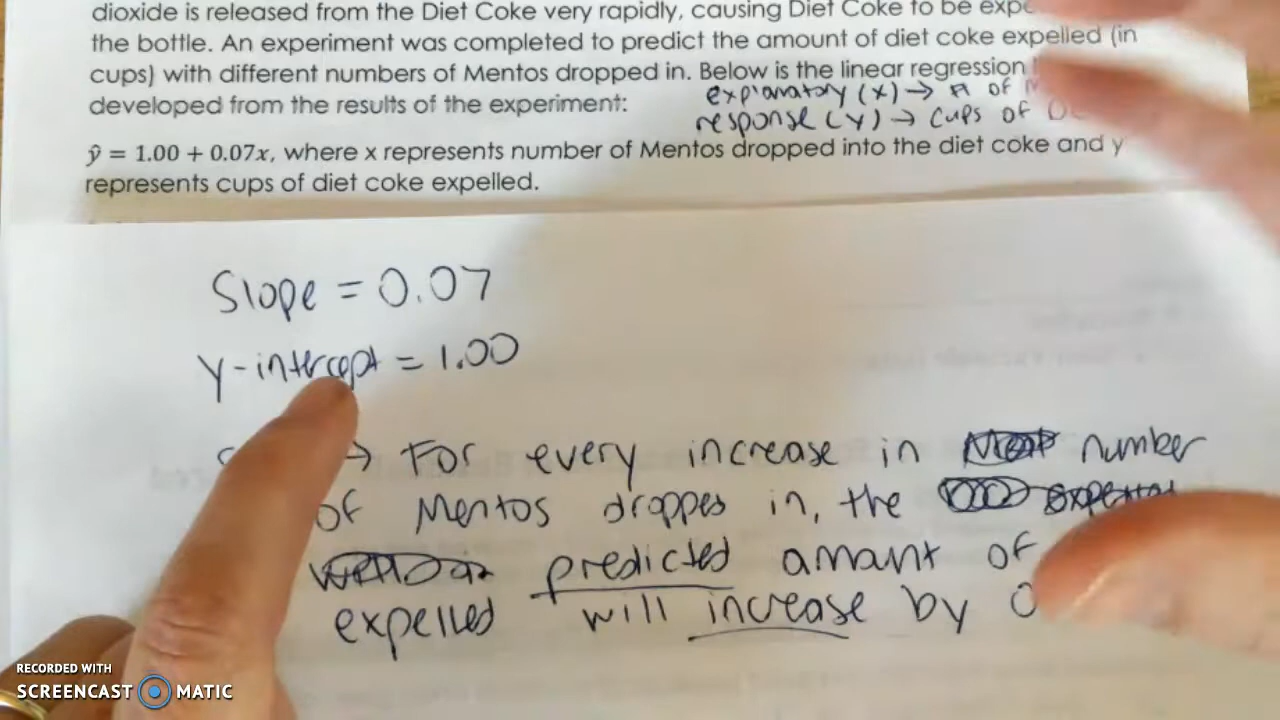 dioxide is released from the Diet Coke very rapidly, causing Diet Coke to be
the bottle. An experiment was completed to predict the amount of diet coke expelled (in
cups) with different numbers of Mentos dropped in. Below is the linear regression
explanatory (x) → # of
developed from the results of the experiment:
response (y) → cups of
ŷ = 1.00 + 0.07x, where x represents number of Mentos dropped into the diet coke and y
represents cups of diet coke expelled.
Slope = 0.07
Y-intercept = 1.00
→ For every increase in number
of Mentos droppes in, the
predicted amount of
expelled will increase by
RECORDED WITH
SCREENCAST MATIC